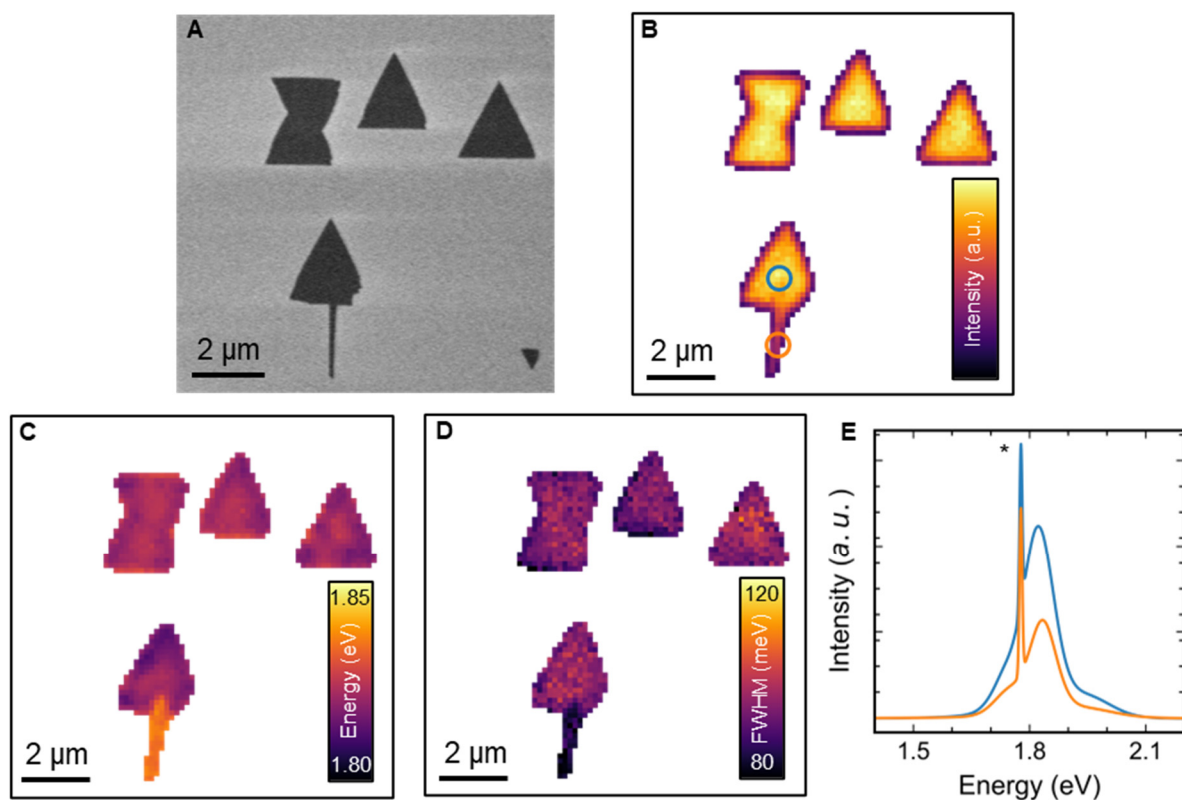 A
2 μm
B
2 μm
Intensity (a.u.)
C
2 μm
1.85
Energy (eV)
1.80
D
2 μm
120
FWHM (meV)
80
E
*
Intensity (a. u.)
1.5
1.8
2.1
Energy (eV)